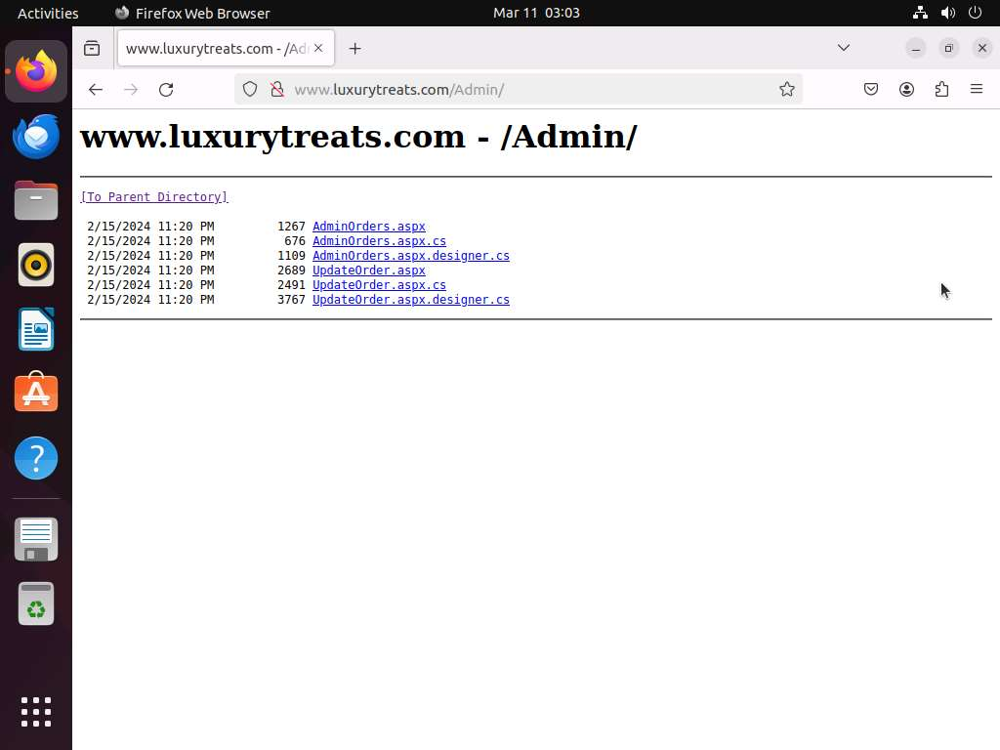 Activities
Firefox Web Browser
Mar 11 03:03
www.luxurytreats.com - /Ad
www.luxurytreats.com/Admin/
www.luxurytreats.com - /Admin/
[To Parent Directory]
2/15/2024 11:20 PM 1267 AdminOrders.aspx
2/15/2024 11:20 PM 676 AdminOrders.aspx.cs
2/15/2024 11:20 PM 1109 AdminOrders.aspx.designer.cs
2/15/2024 11:20 PM 2689 UpdateOrder.aspx
2/15/2024 11:20 PM 2491 UpdateOrder.aspx.cs
2/15/2024 11:20 PM 3767 UpdateOrder.aspx.designer.cs